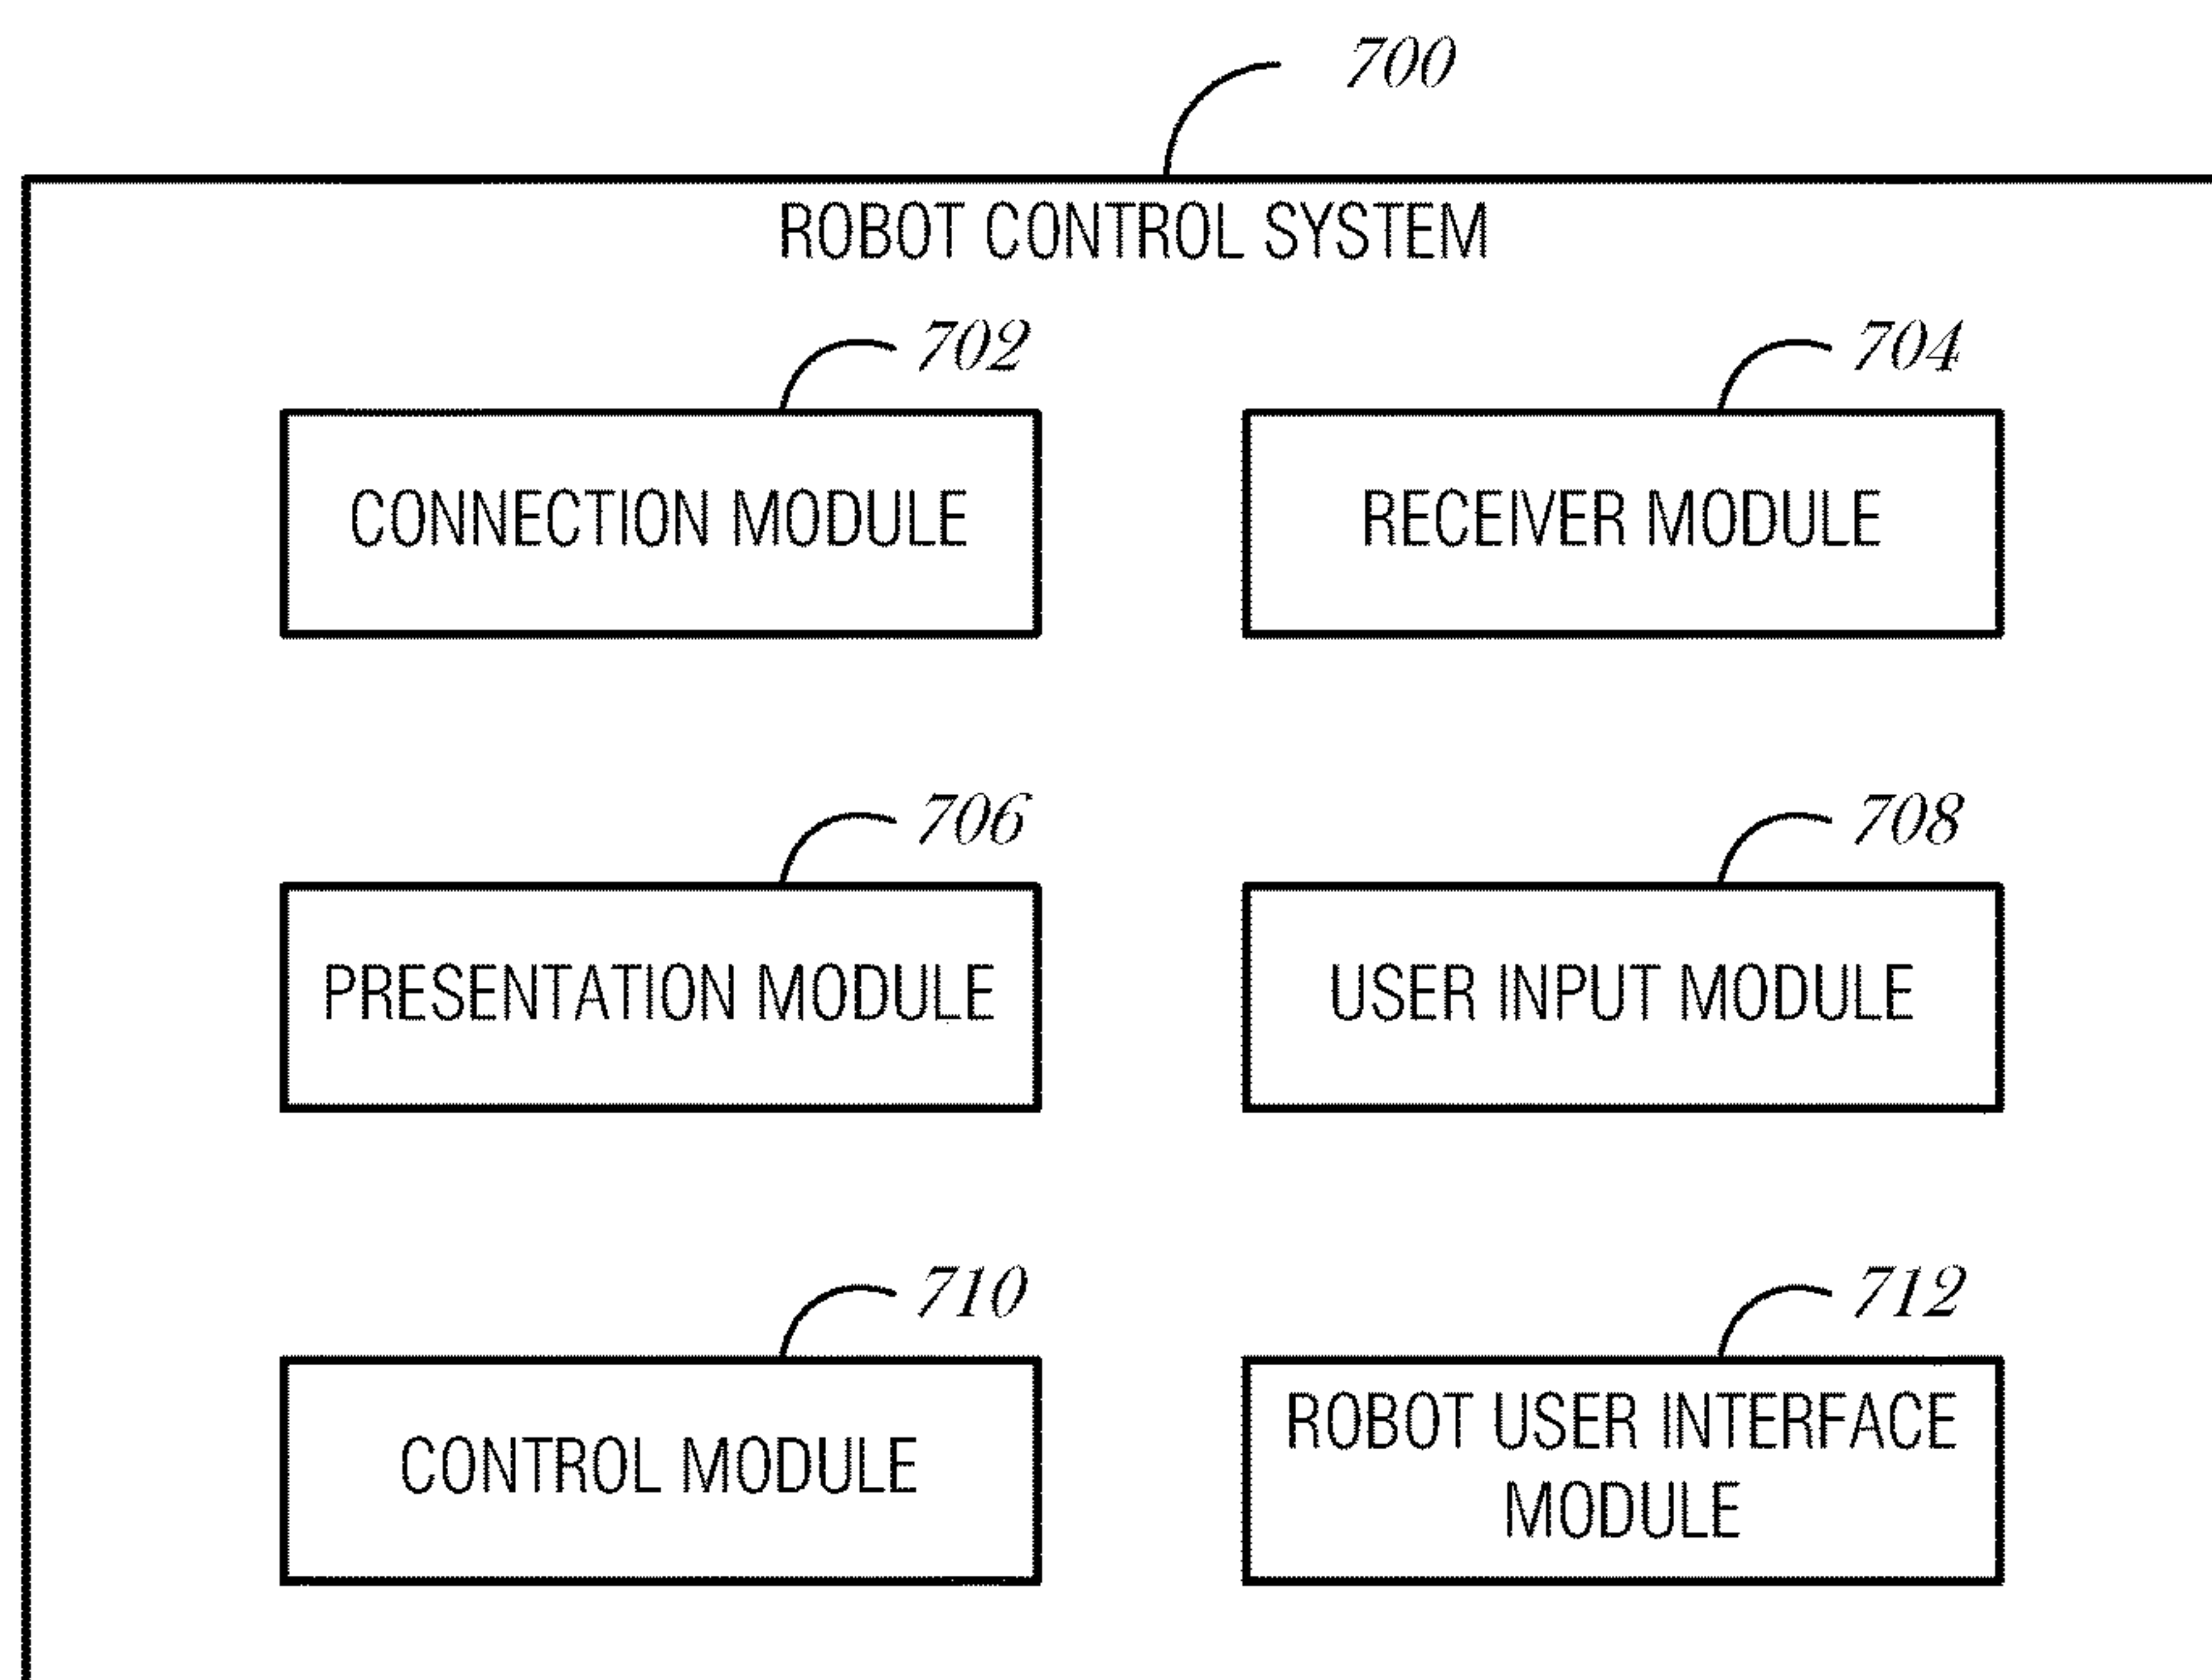 700
ROBOT CONTROL SYSTEM
702
704
CONNECTION MODULE
RECEIVER MODULE
706
708
PRESENTATION MODULE
USER INPUT MODULE
710
712
CONTROL MODULE
ROBOT USER INTERFACE
MODULE